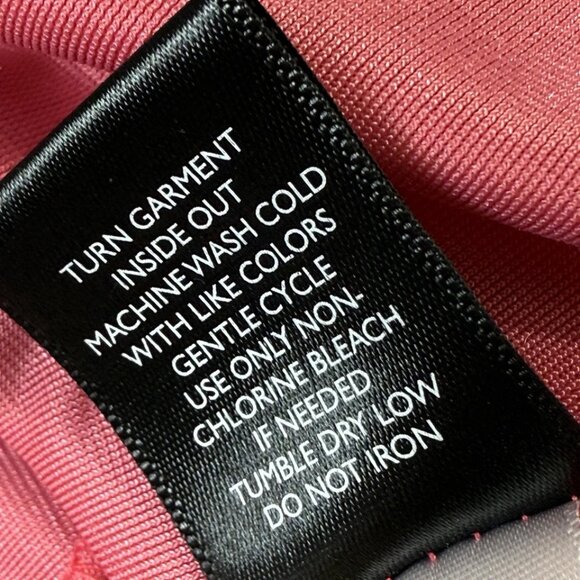 TURN GARMENT
INSIDE OUT
MACHINE WASH COLD
WITH LIKE COLORS
GENTLE CYCLE
USE ONLY NON-
CHLORINE BLEACH
IF NEEDED
TUMBLE DRY LOW
DO NOT IRON